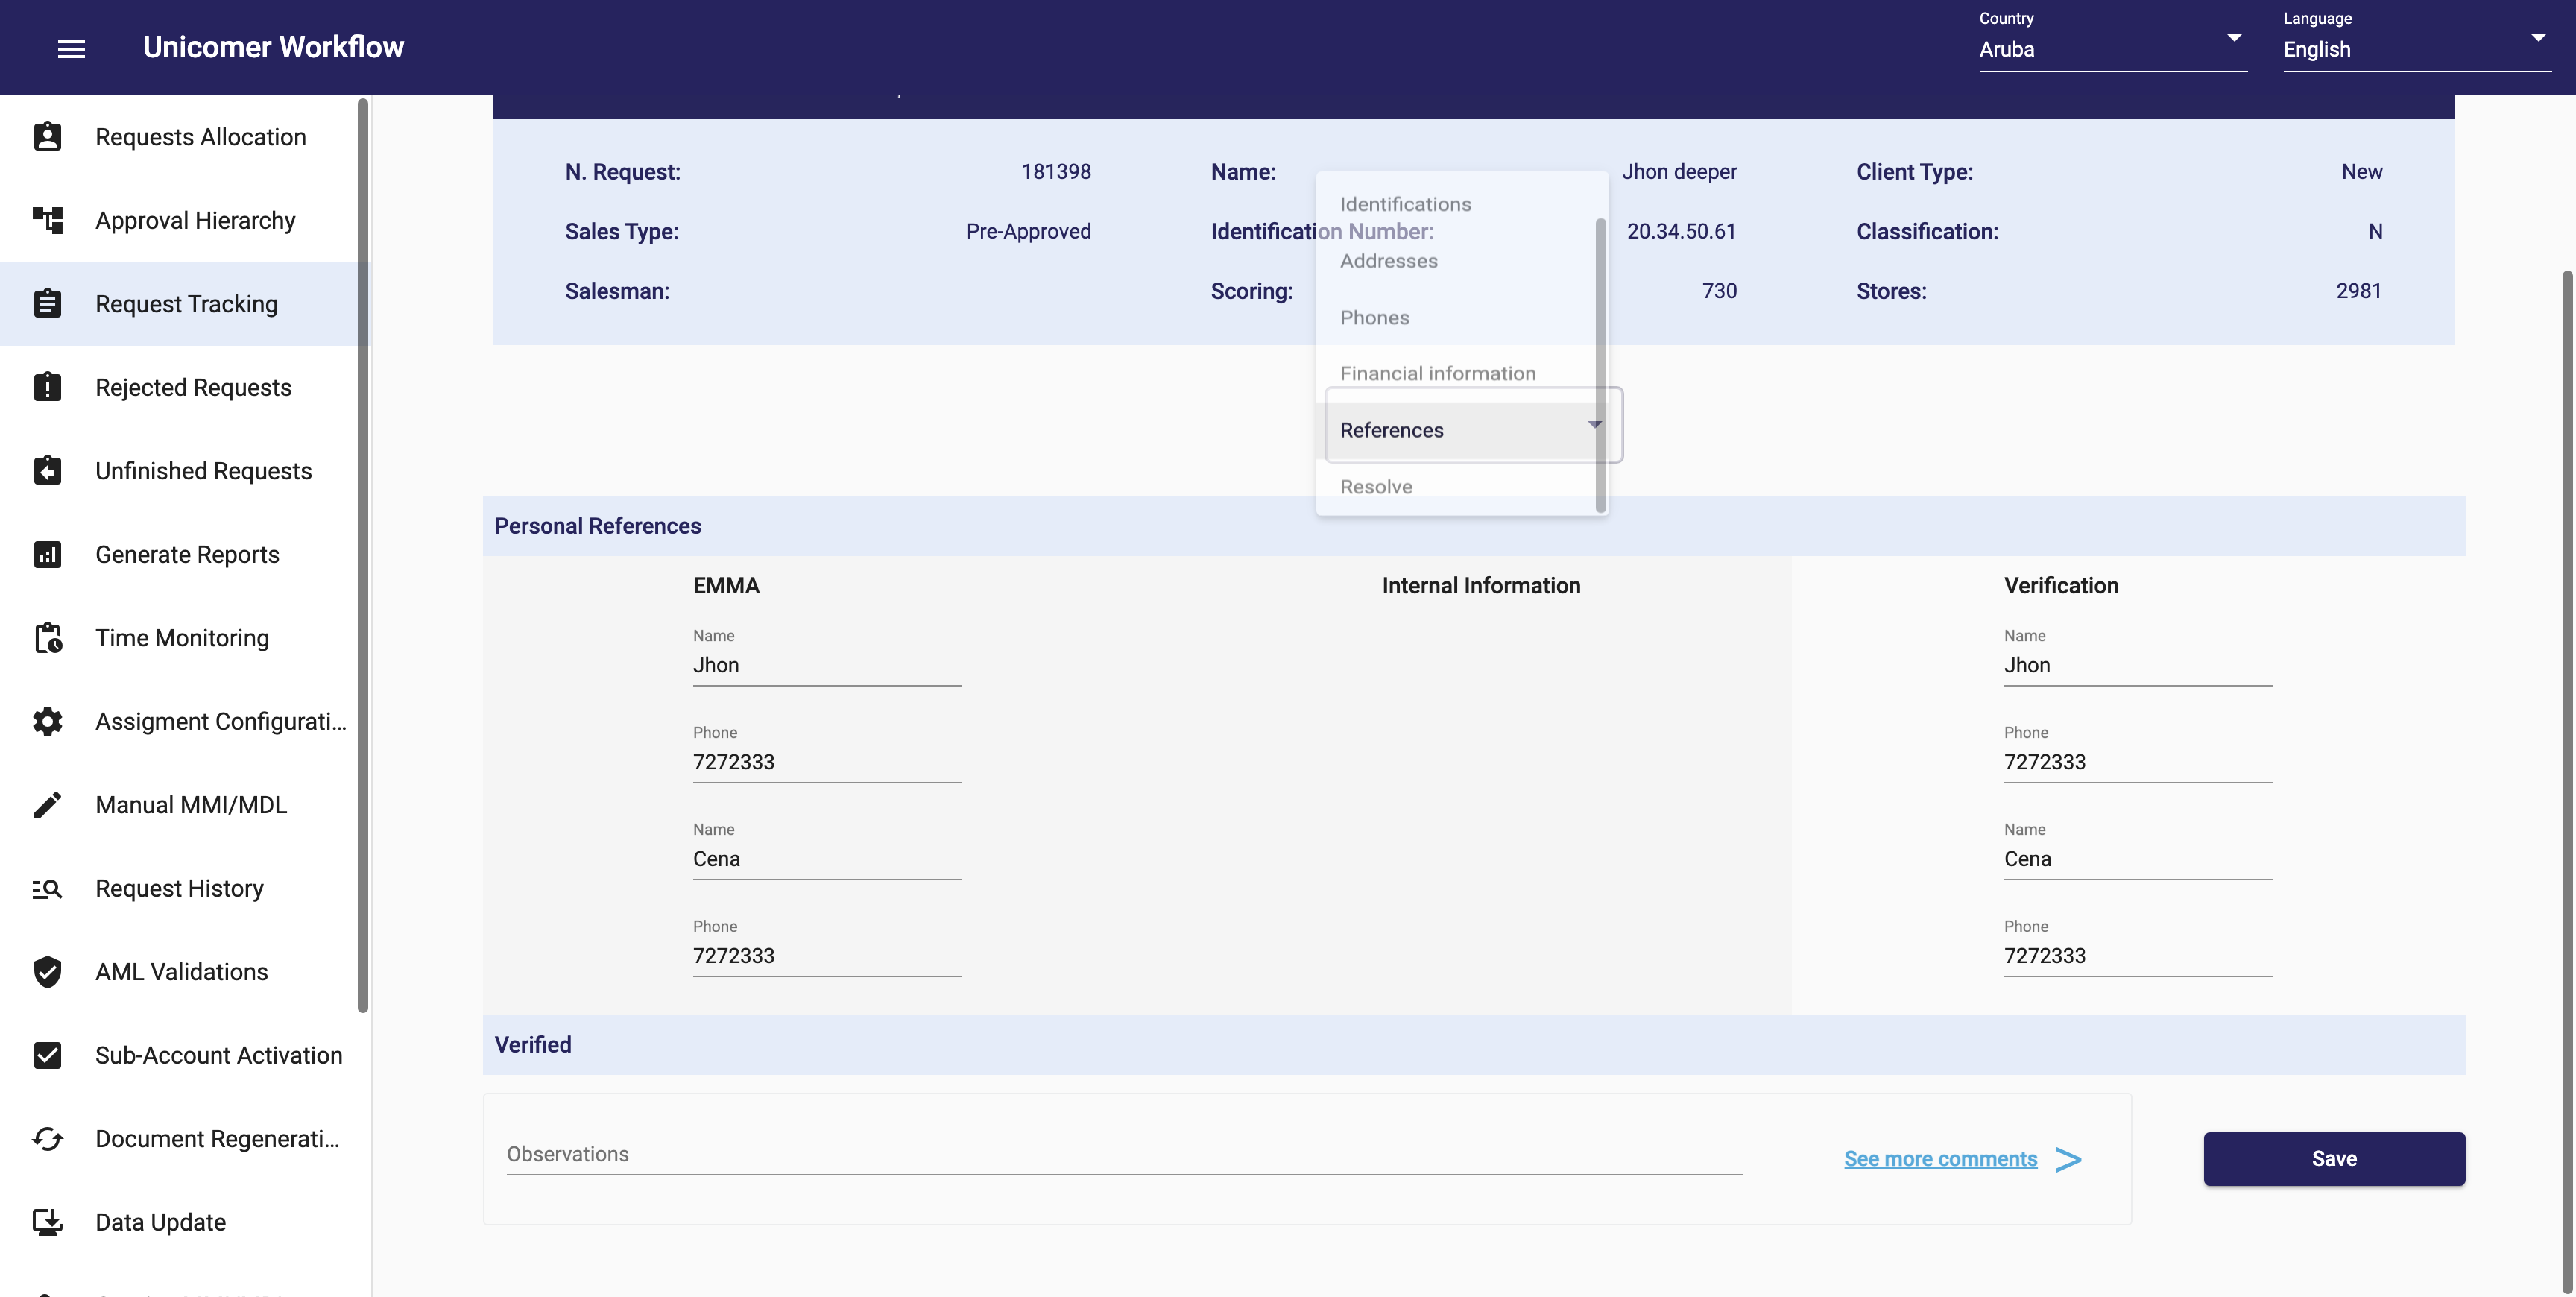 Unicomer Workflow
Country
Aruba
Language
English
Requests Allocation
Approval Hierarchy
Request Tracking
Rejected Requests
Unfinished Requests
Generate Reports
Time Monitoring
Assigment Configurati...
Manual MMI/MDL
Request History
AML Validations
Sub-Account Activation
Document Regenerati...
Data Update
N. Request: 181398
Name: Jhon deeper
Client Type: New
Sales Type: Pre-Approved
Identification Number: 20.34.50.61
Classification: N
Salesman:
Scoring: 730
Stores: 2981
Identifications
Addresses
Phones
Financial information
References
Resolve
Personal References
EMMA
Name
Jhon
Phone
7272333
Name
Cena
Phone
7272333
Internal Information
Verification
Name
Jhon
Phone
7272333
Name
Cena
Phone
7272333
Verified
Observations
See more comments >
Save